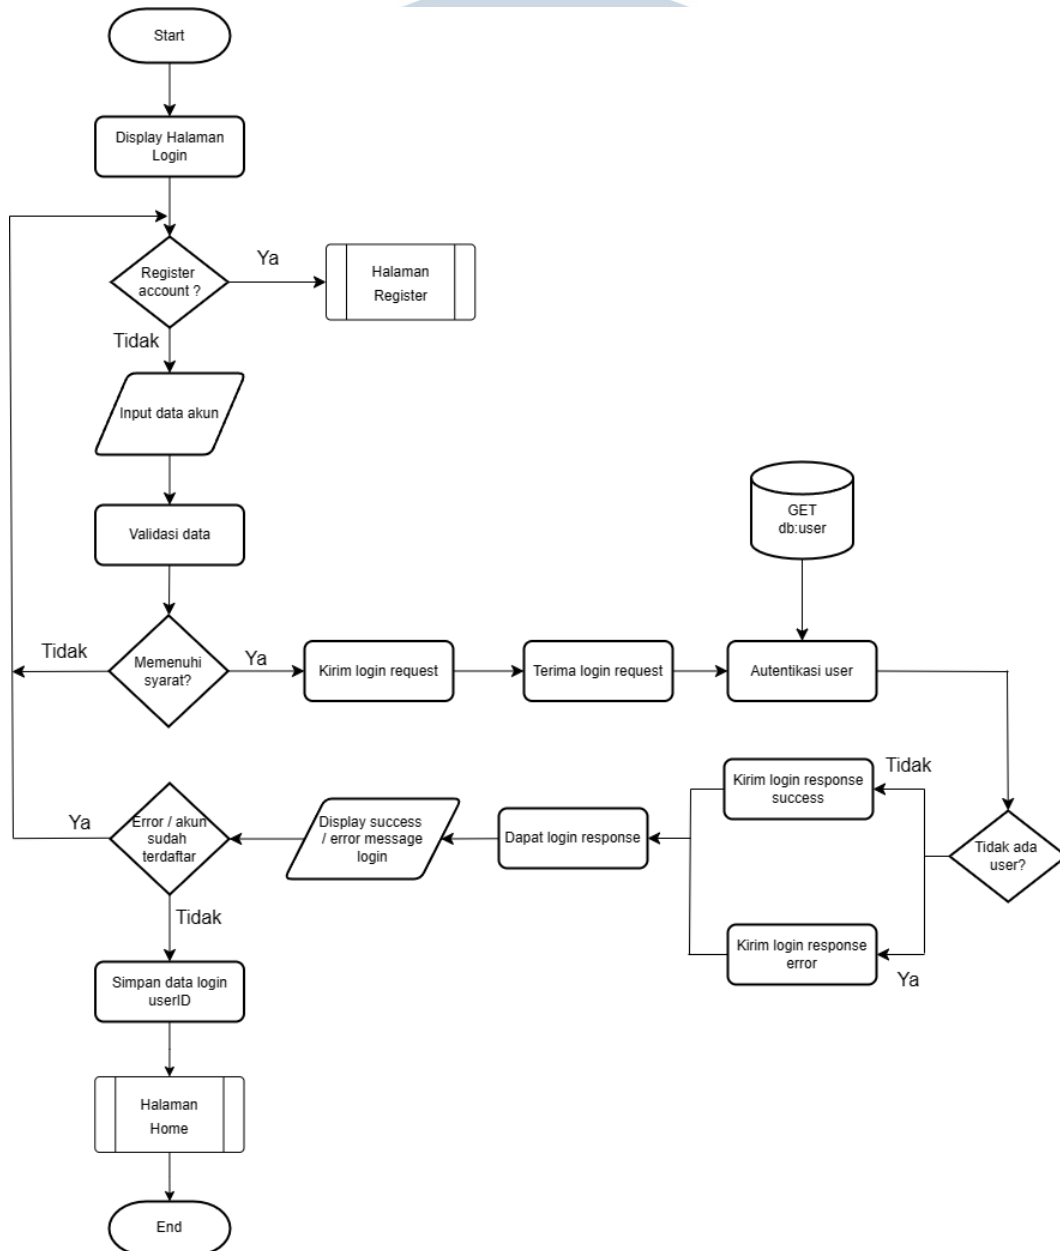 Start
Display Halaman
Login
Register
account ?
Ya
Halaman
Register
Tidak
Input data akun
Validasi data
GET
db:user
Memenuhi
syarat?
Tidak
Ya
Kirim login request
Terima login request
Autentikasi user
Tidak ada
user?
Tidak
Kirim login response
success
Ya
Kirim login response
error
Dapat login response
Display success
/ error message
login
Error / akun
sudah
terdaftar
Ya
Tidak
Simpan data login
userID
Halaman
Home
End